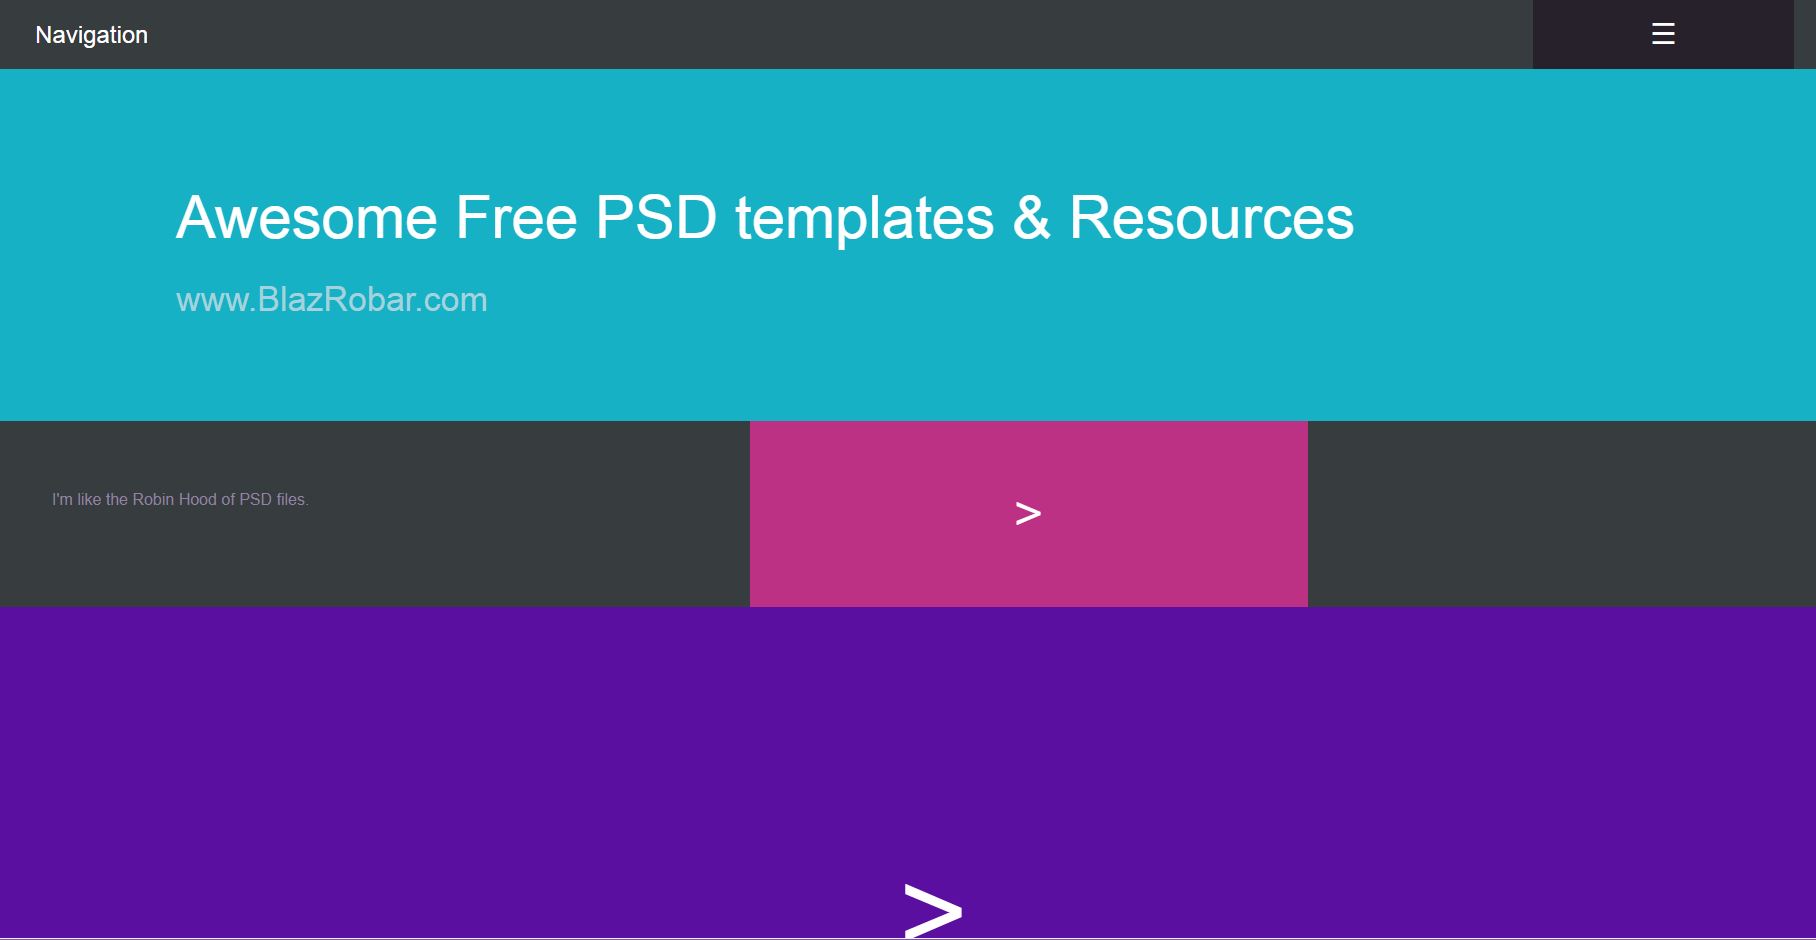 Navigation
☰
Awesome Free PSD templates & Resources
www.BlazRobar.com
I'm like the Robin Hood of PSD files.
>
>